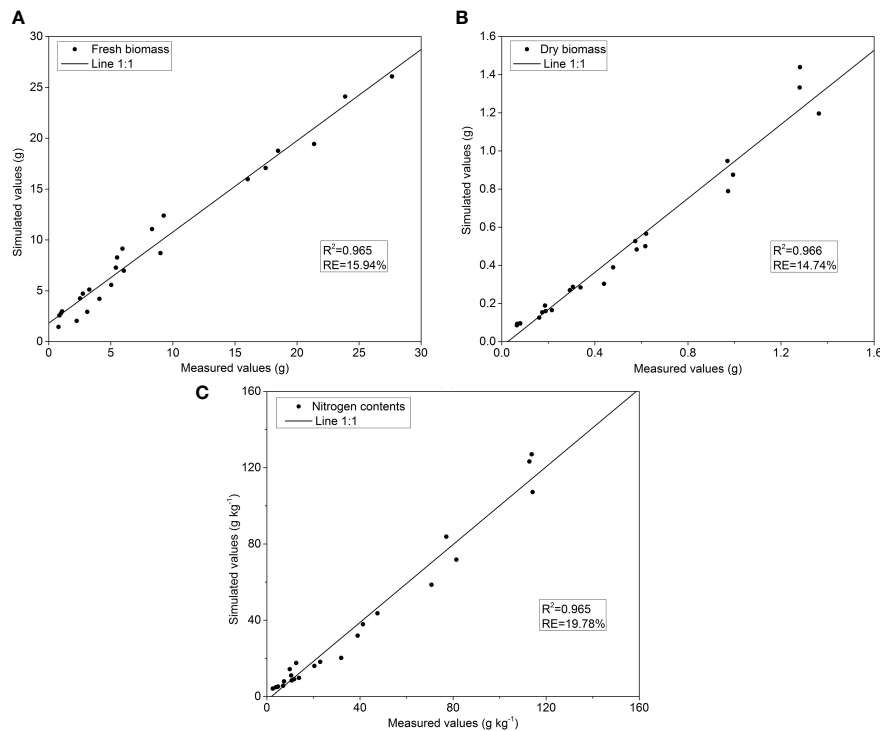 A
30
25
20
15
10
5
0
0 5 10 15 20 25 30
Simulated values (g)
Measured values (g)
Fresh biomass
Line 1:1
R²=0.965
RE=15.94%
B
1.6
1.4
1.2
1.0
0.8
0.6
0.4
0.2
0.0
0.0 0.4 0.8 1.2 1.6
Simulated values (g)
Measured values (g)
Dry biomass
Line 1:1
R²=0.966
RE=14.74%
C
160
120
80
40
0
0 40 80 120 160
Simulated values (g kg⁻¹)
Measured values (g kg⁻¹)
Nitrogen contents
Line 1:1
R²=0.965
RE=19.78%